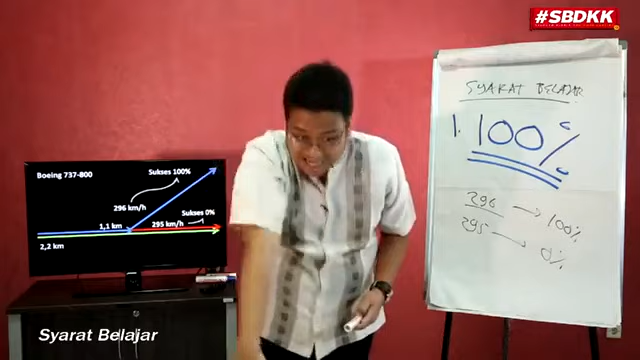 #SBDKK
SYARAT BELAJAR
1. 100%
296 → 100%
295 → 0%
Boeing 737-800
Sukses 100%
296 km/h
Sukses 0%
1,1 km
295 km/h
2,2 km
Syarat Belajar